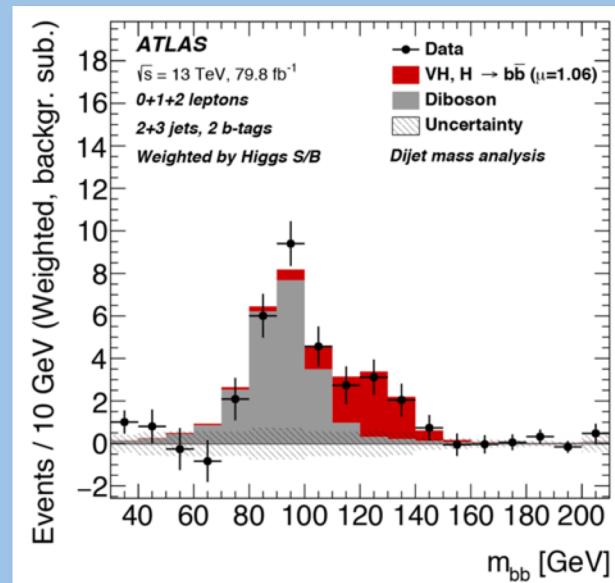 ATLAS
√s = 13 TeV, 79.8 fb⁻¹
0+1+2 leptons
2+3 jets, 2 b-tags
Weighted by Higgs S/B
Data
VH, H → bb̄ (μ=1.06)
Diboson
Uncertainty
Dijet mass analysis
Events / 10 GeV (Weighted, backgr. sub.)
18
16
14
12
10
8
6
4
2
0
−2
40 60 80 100 120 140 160 180 200
m_bb [GeV]